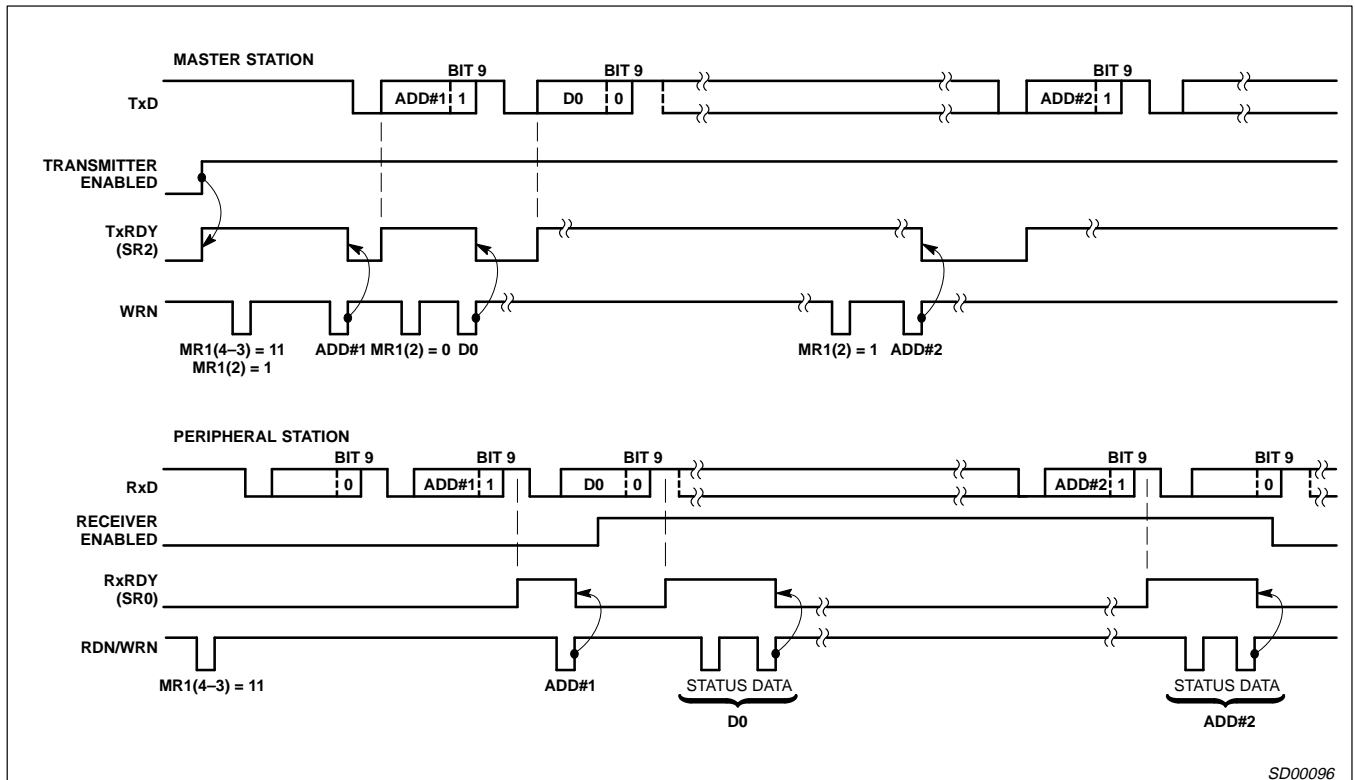 MASTER STATION
BIT 9 BIT 9 BIT 9
TxD ADD#1 1 D0 0 ADD#2 1
TRANSMITTER
ENABLED
TxRDY
(SR2)
WRN
MR1(4–3) = 11 ADD#1 MR1(2) = 0 D0 MR1(2) = 1 ADD#2
MR1(2) = 1
PERIPHERAL STATION
BIT 9 BIT 9 BIT 9 BIT 9 BIT 9
RxD 0 ADD#1 1 D0 0 ADD#2 1 0
RECEIVER
ENABLED
RxRDY
(SR0)
RDN/WRN
MR1(4–3) = 11 ADD#1 STATUS DATA STATUS DATA
D0 ADD#2
SD00096